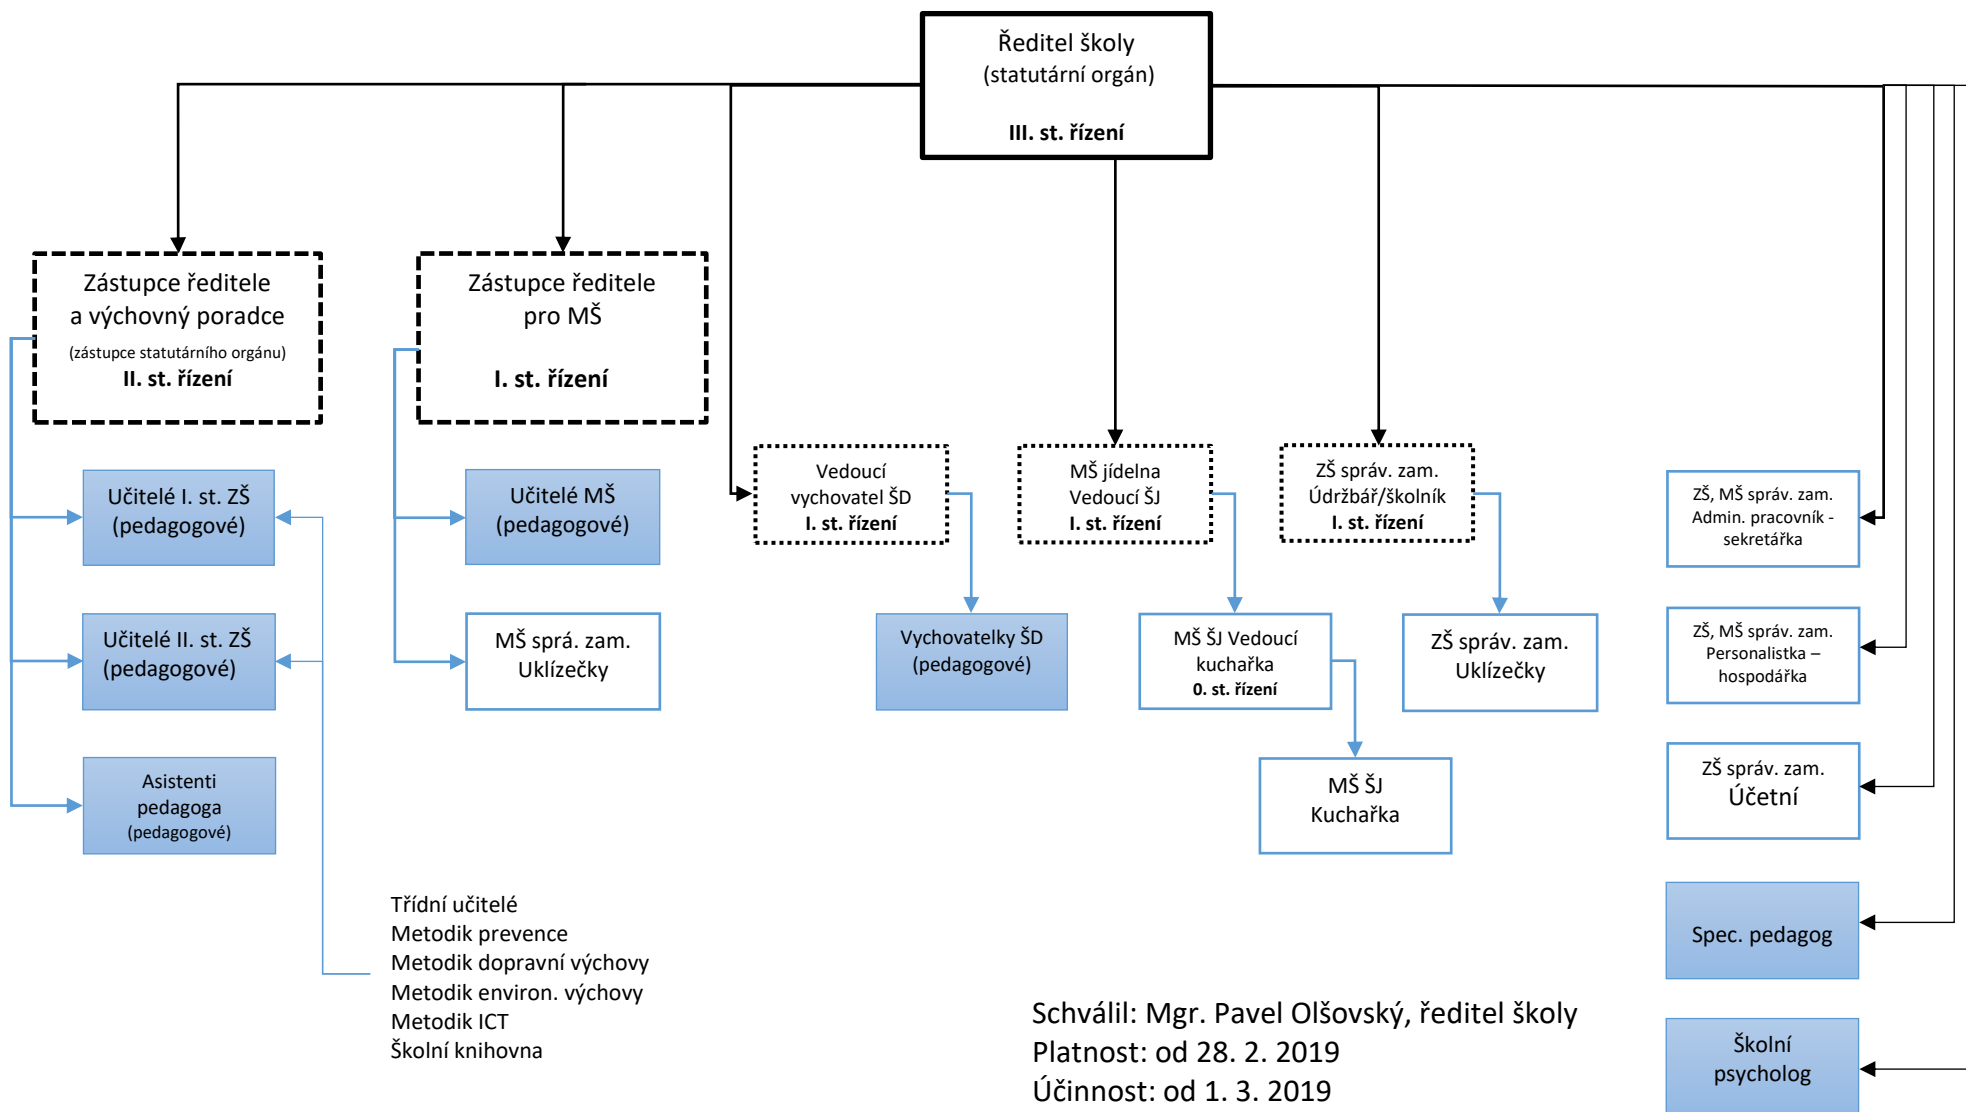 Ředitel školy
(statutární orgán)
III. st. řízení
Zástupce ředitele
a výchovný poradce
(zástupce statutárního orgánu)
II. st. řízení
Zástupce ředitele
pro MŠ
I. st. řízení
Vedoucí
vychovatel ŠD
I. st. řízení
MŠ jídelna
Vedoucí ŠJ
I. st. řízení
ZŠ správ. zam.
Údržbář/školník
I. st. řízení
Učitelé I. st. ZŠ
(pedagogové)
Učitelé MŠ
(pedagogové)
ZŠ, MŠ správ. zam.
Admin. pracovník -
sekretářka
Učitelé II. st. ZŠ
(pedagogové)
MŠ sprá. zam.
Uklízečky
Vychovatelky ŠD
(pedagogové)
MŠ ŠJ Vedoucí
kuchařka
0. st. řízení
ZŠ správ. zam.
Uklízečky
ZŠ, MŠ správ. zam.
Personalistka –
hospodářka
Asistenti
pedagoga
(pedagogové)
MŠ ŠJ
Kuchařka
ZŠ správ. zam.
Účetní
Třídní učitelé
Metodik prevence
Metodik dopravní výchovy
Metodik environ. výchovy
Metodik ICT
Školní knihovna
Spec. pedagog
Školní
psycholog
Schválil: Mgr. Pavel Olšovský, ředitel školy
Platnost: od 28. 2. 2019
Účinnost: od 1. 3. 2019